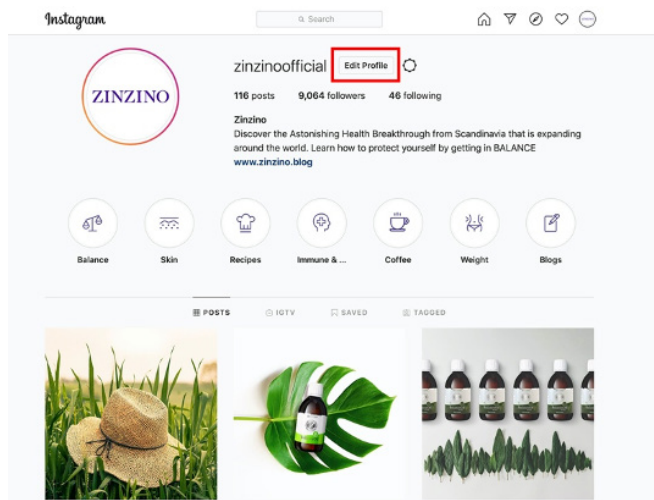 Instagram
Search
ZINZINO
zinzinoofficial Edit Profile
116 posts 9,064 followers 46 following
Zinzino
Discover the Astonishing Health Breakthrough from Scandinavia that is expanding
around the world. Learn how to protect yourself by getting in BALANCE
www.zinzino.blog
Balance Skin Recipes Immune & ... Coffee Weight Blogs
POSTS IGTV SAVED TAGGED